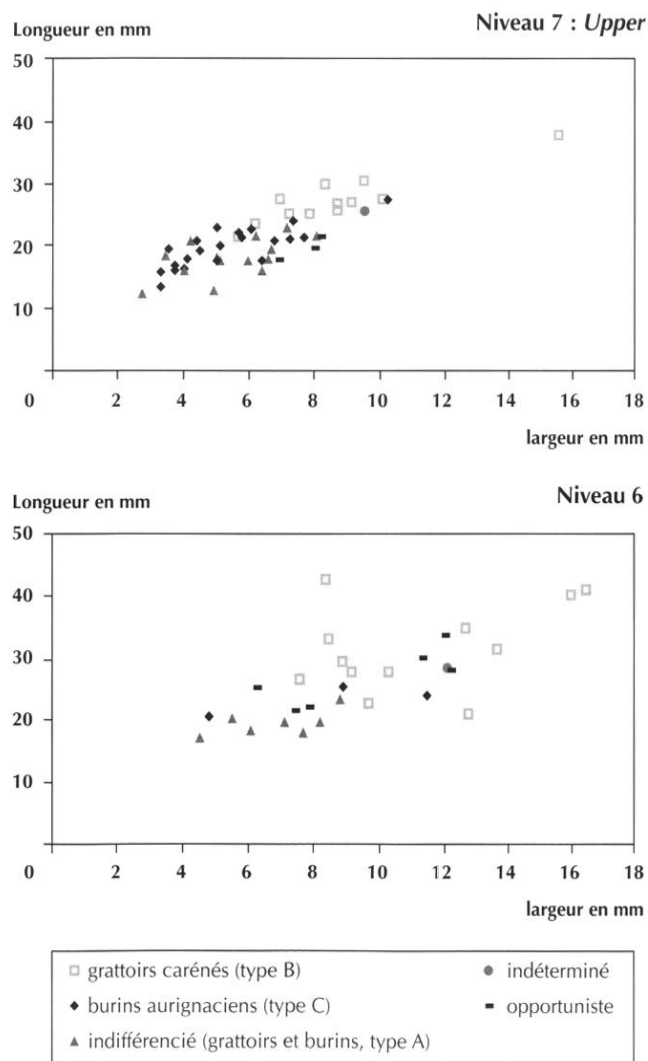 Longueur en mm
Niveau 7 : Upper
50
40
30
20
10
0 2 4 6 8 10 12 14 16 18
largeur en mm
Longueur en mm
Niveau 6
50
40
30
20
10
0 2 4 6 8 10 12 14 16 18
largeur en mm
grattoirs carénés (type B)
indéterminé
burins aurignaciens (type C)
opportuniste
indifférencié (grattoirs et burins, type A)